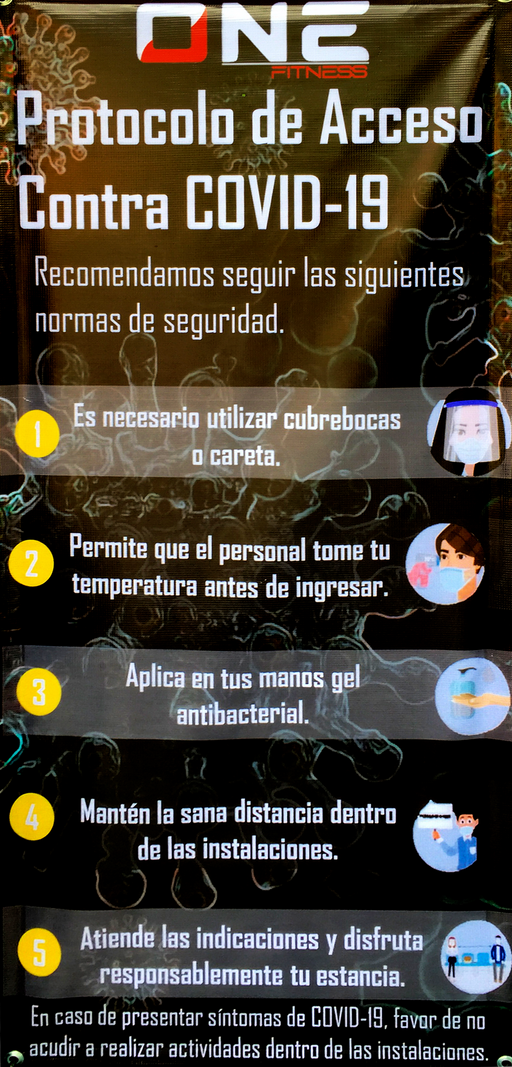 ONE
FITNESS
Protocolo de Acceso
Contra COVID-19
Recomendamos seguir las siguientes
normas de seguridad.
1
Es necesario utilizar cubrebocas
o careta.
2
Permite que el personal tome tu
temperatura antes de ingresar.
3
Aplica en tus manos gel
antibacterial.
4
Mantén la sana distancia dentro
de las instalaciones.
5
Atiende las indicaciones y disfruta
responsablemente tu estancia.
En caso de presentar síntomas de COVID-19, favor de no
acudir a realizar actividades dentro de las instalaciones.